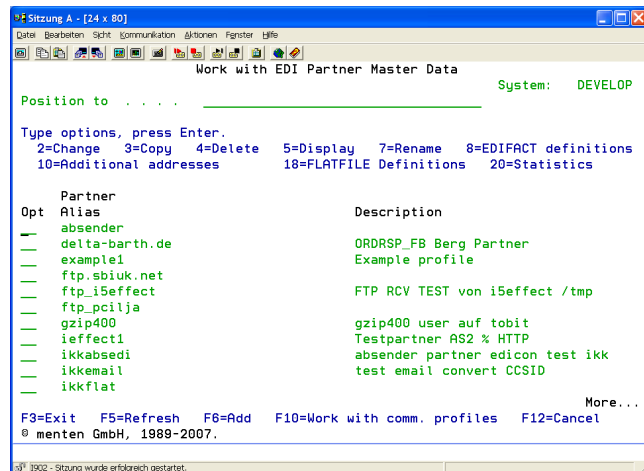 Sitzung A - [24 x 80]
Datei Bearbeiten Sicht Kommunikation Aktionen Fenster Hilfe
Work with EDI Partner Master Data
System: DEVELOP
Position to . . . .
Type options, press Enter.
2=Change 3=Copy 4=Delete 5=Display 7=Rename 8=EDIFACT definitions
10=Additional addresses 18=FLATFILE Definitions 20=Statistics
Partner
Opt Alias Description
absender
delta-barth.de ORDRSP_FB Berg Partner
example1 Example profile
ftp.sbiuk.net
ftp_i5effect FTP RCV TEST von i5effect /tmp
ftp_pcilja
gzip400 gzip400 user auf tobit
ieffect1 Testpartner AS2 % HTTP
ikkabsedi absender partner edicon test ikk
ikkemail test email convert CCSID
ikkflat
More...
F3=Exit F5=Refresh F6=Add F10=Work with comm. profiles F12=Cancel
© menten GmbH, 1989-2007.
I902 - Sitzung wurde erfolgreich gestartet.